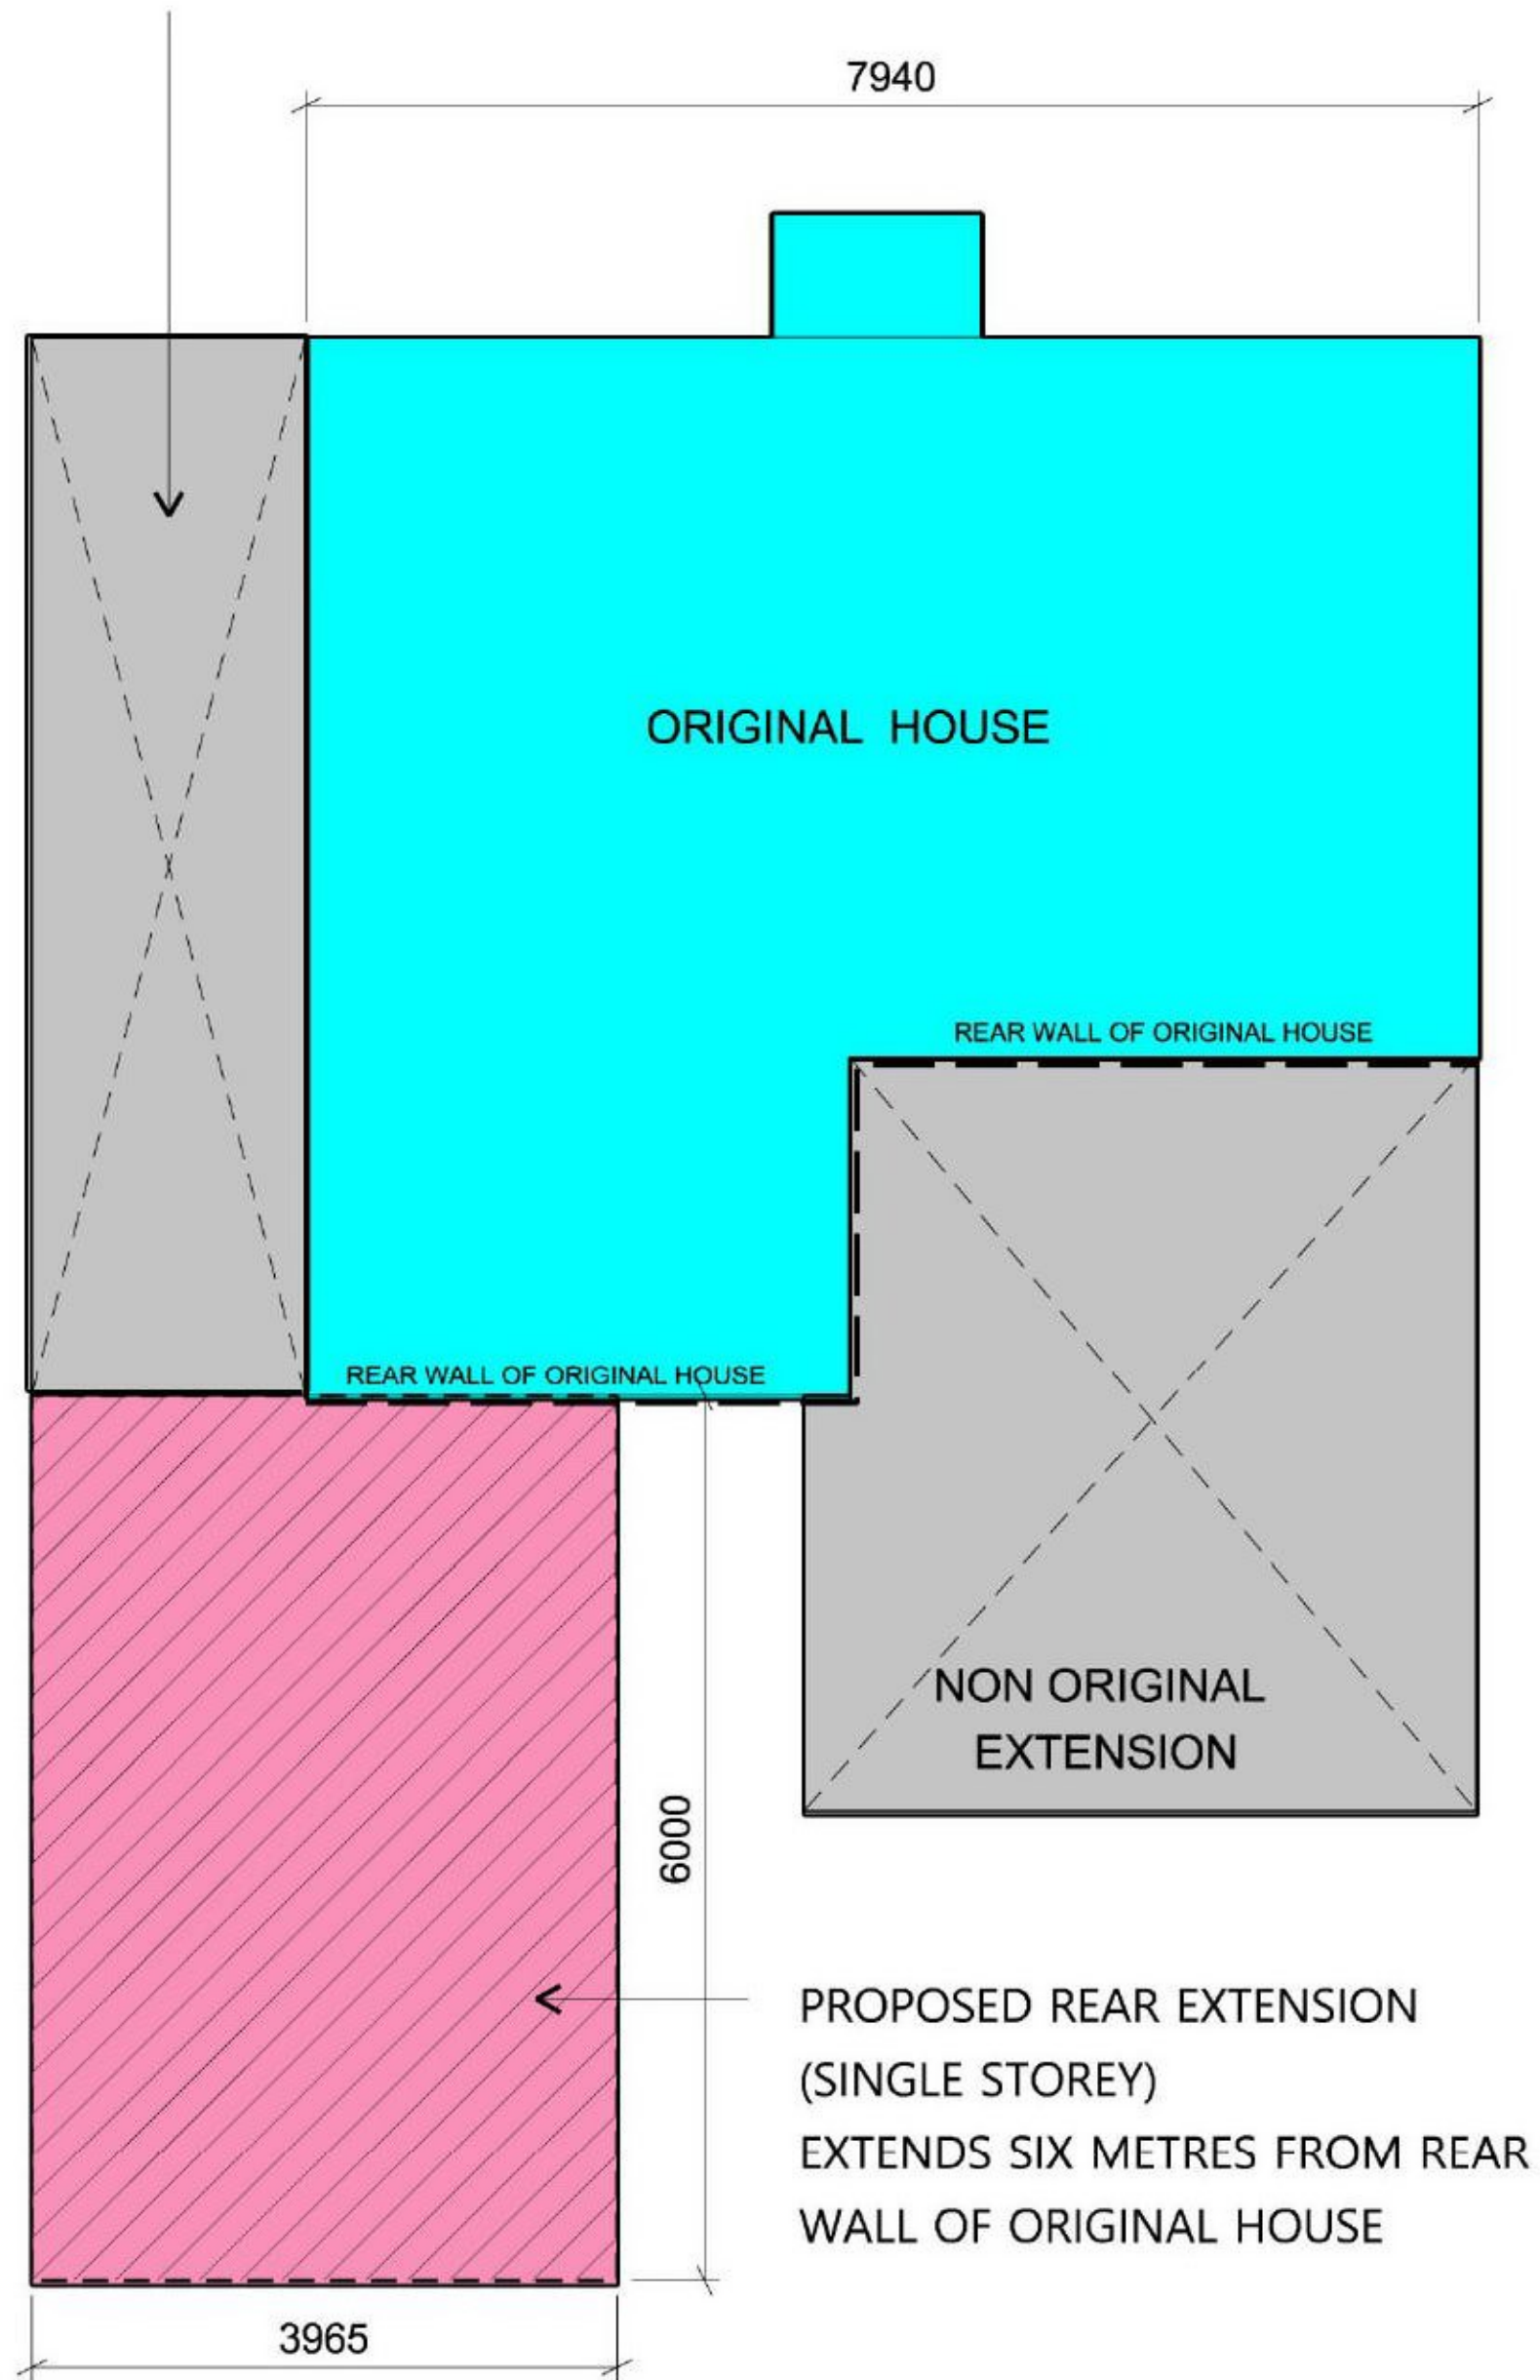 7940
ORIGINAL HOUSE
REAR WALL OF ORIGINAL HOUSE
REAR WALL OF ORIGINAL HOUSE
NON ORIGINAL
EXTENSION
6000
PROPOSED REAR EXTENSION
(SINGLE STOREY)
EXTENDS SIX METRES FROM REAR
WALL OF ORIGINAL HOUSE
3965